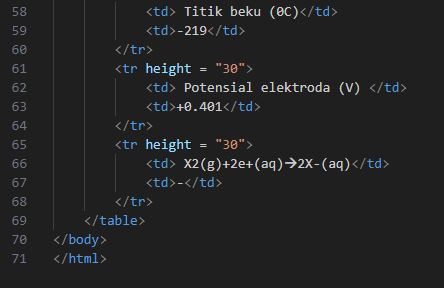 58 <td> Titik beku (0C)</td>
59 <td>-219</td>
60 </tr>
61 <tr height = "30">
62 <td> Potensial elektroda (V) </td>
63 <td>+0.401</td>
64 </tr>
65 <tr height = "30">
66 <td> X2(g)+2e+(aq)→2X-(aq)</td>
67 <td>-</td>
68 </tr>
69 </table>
70 </body>
71 </html>